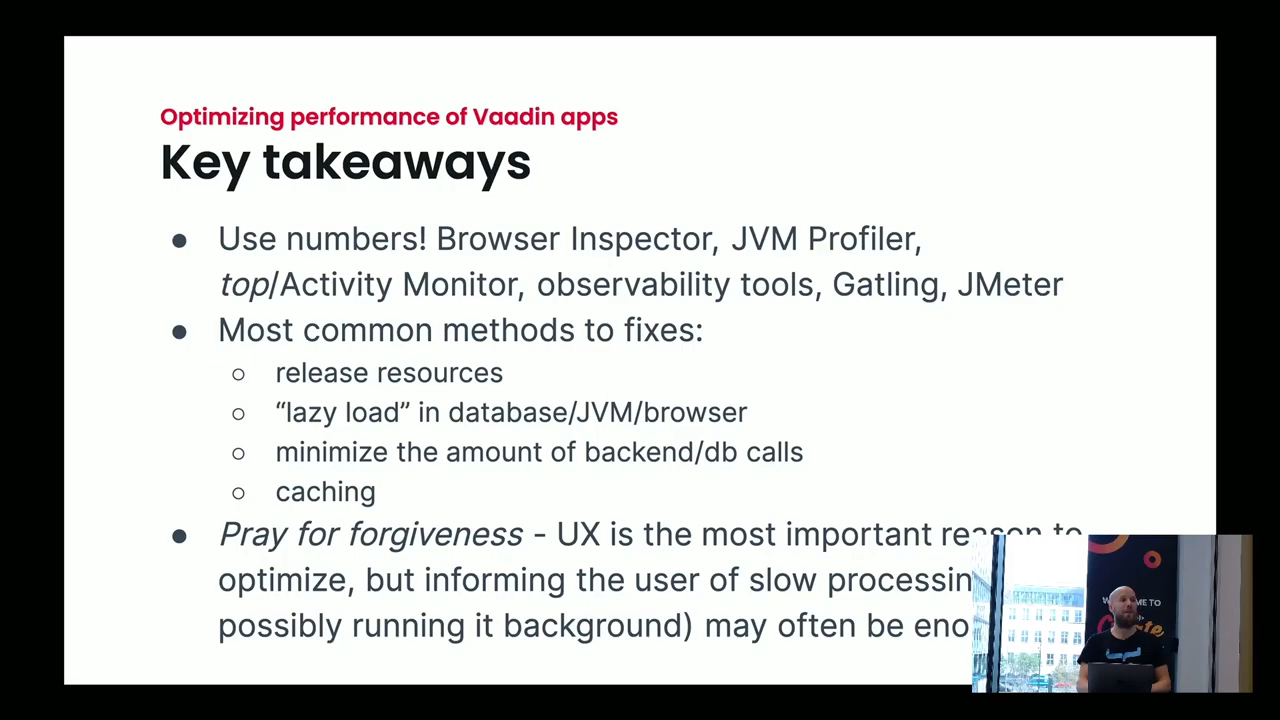 Optimizing performance of Vaadin apps
Key takeaways
● Use numbers! Browser Inspector, JVM Profiler,
top/Activity Monitor, observability tools, Gatling, JMeter
● Most common methods to fixes:
○ release resources
○ “lazy load” in database/JVM/browser
○ minimize the amount of backend/db calls
○ caching
● Pray for forgiveness - UX is the most important reason to
optimize, but informing the user of slow
possibly running it background) may often be
TO